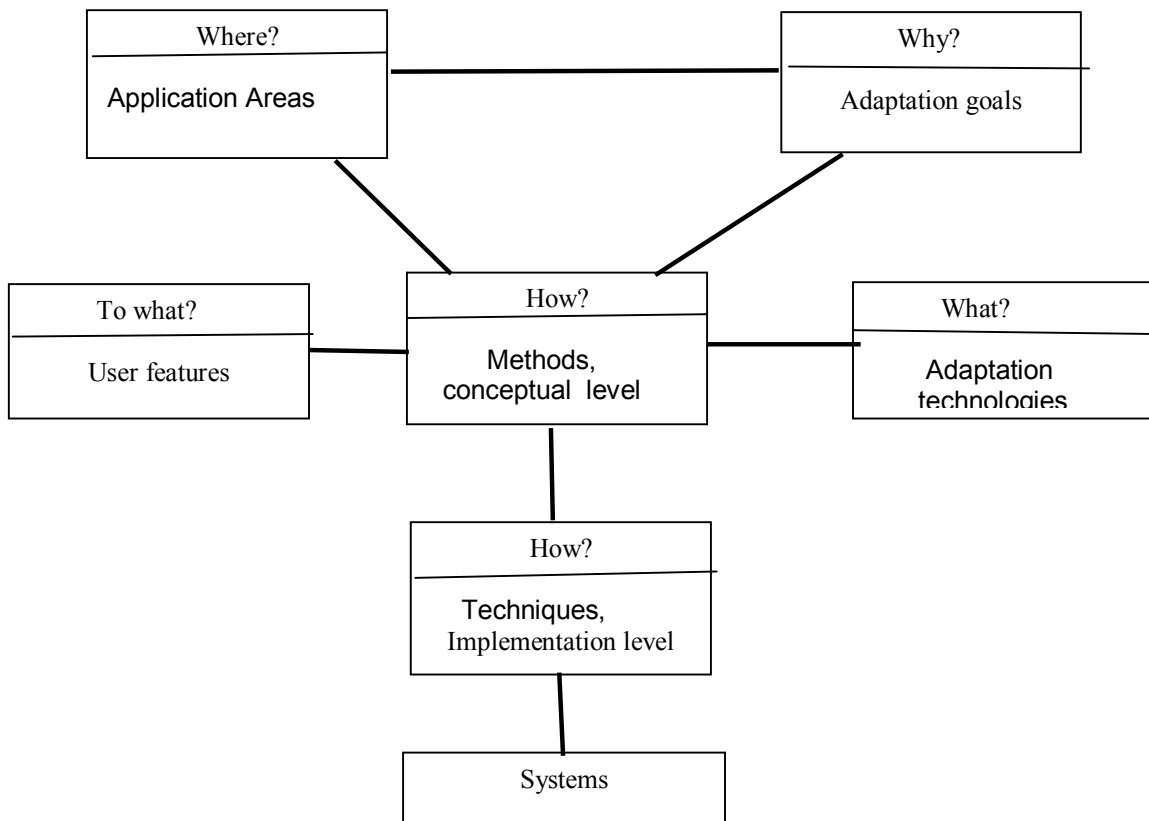 Where?
Application Areas
Why?
Adaptation goals
To what?
User features
How?
Methods,
conceptual level
What?
Adaptation
technologies
How?
Techniques,
Implementation level
Systems